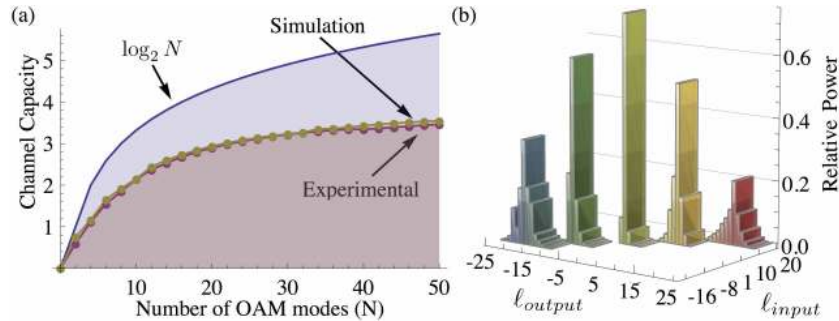 (a)
Simulation
log₂ N
Channel Capacity
5
4
3
2
1
Experimental
0 10 20 30 40 50
Number of OAM modes (N)
(b)
Relative Power
0.6
0.4
0.2
0.0
-25 -15 -5 5 15 25
ℓoutput
-16 -8 1 10 20
ℓinput